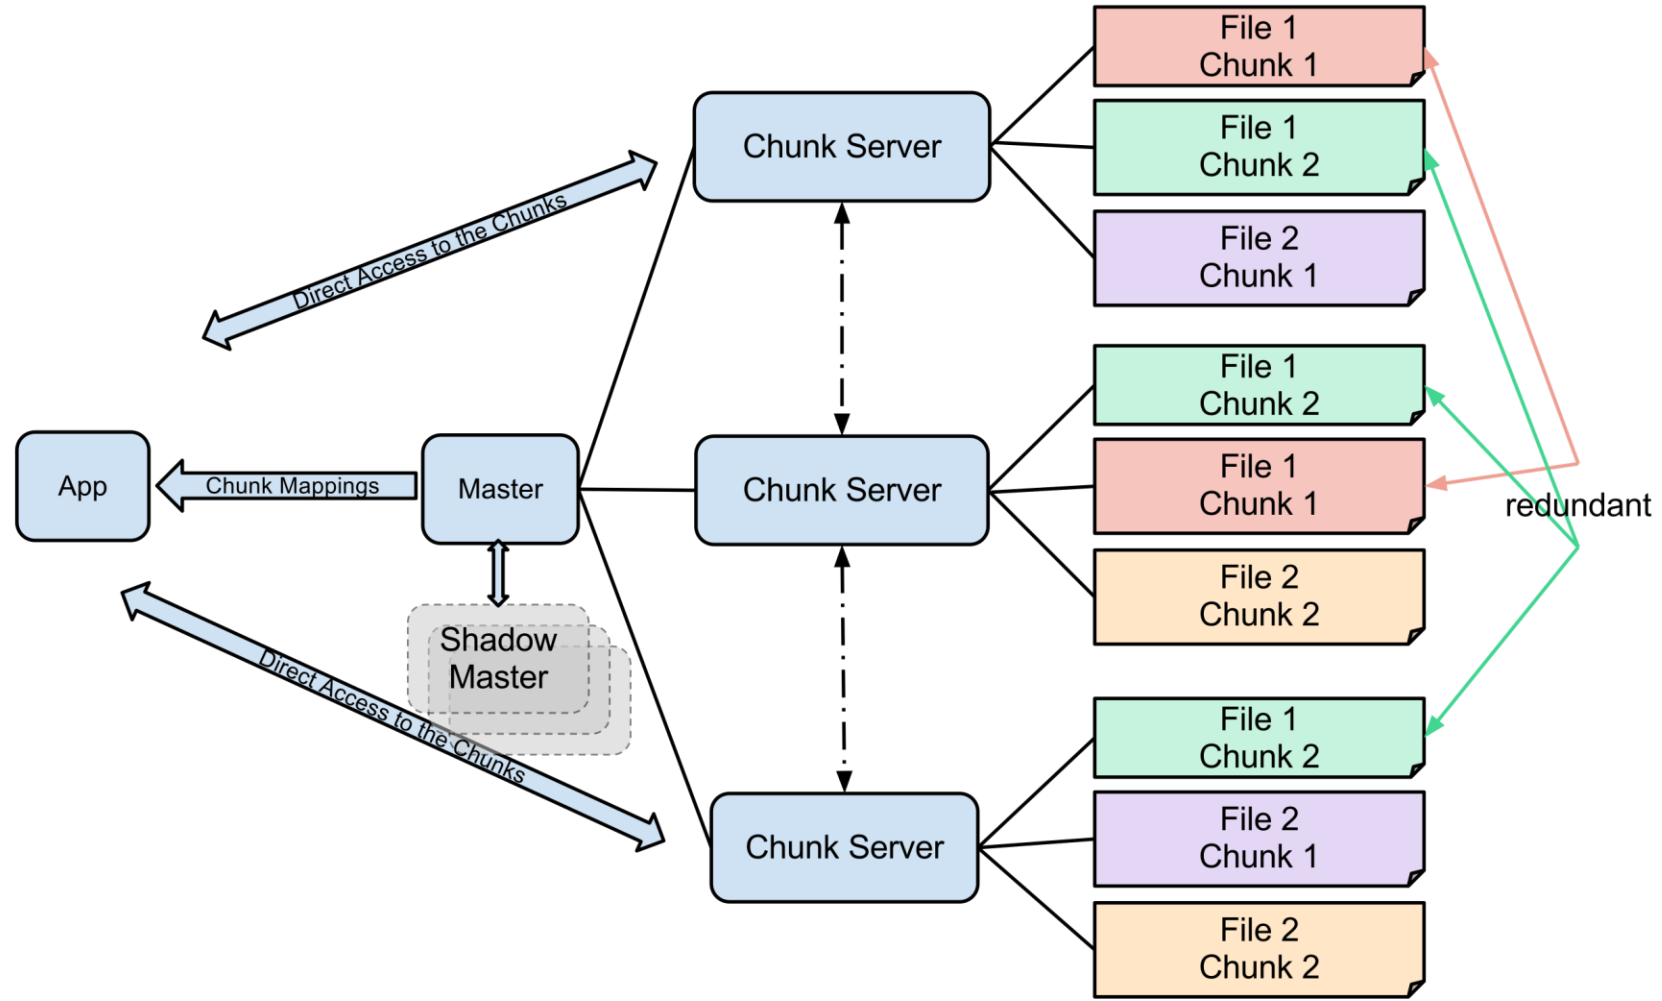 File 1
Chunk 1
File 1
Chunk 2
Chunk Server
File 2
Chunk 1
Direct Access to the Chunks
File 1
Chunk 2
App
Chunk Mappings
Master
Chunk Server
File 1
Chunk 1
redundant
File 2
Chunk 2
Shadow
Master
Direct Access to the Chunks
File 1
Chunk 2
Chunk Server
File 2
Chunk 1
File 2
Chunk 2